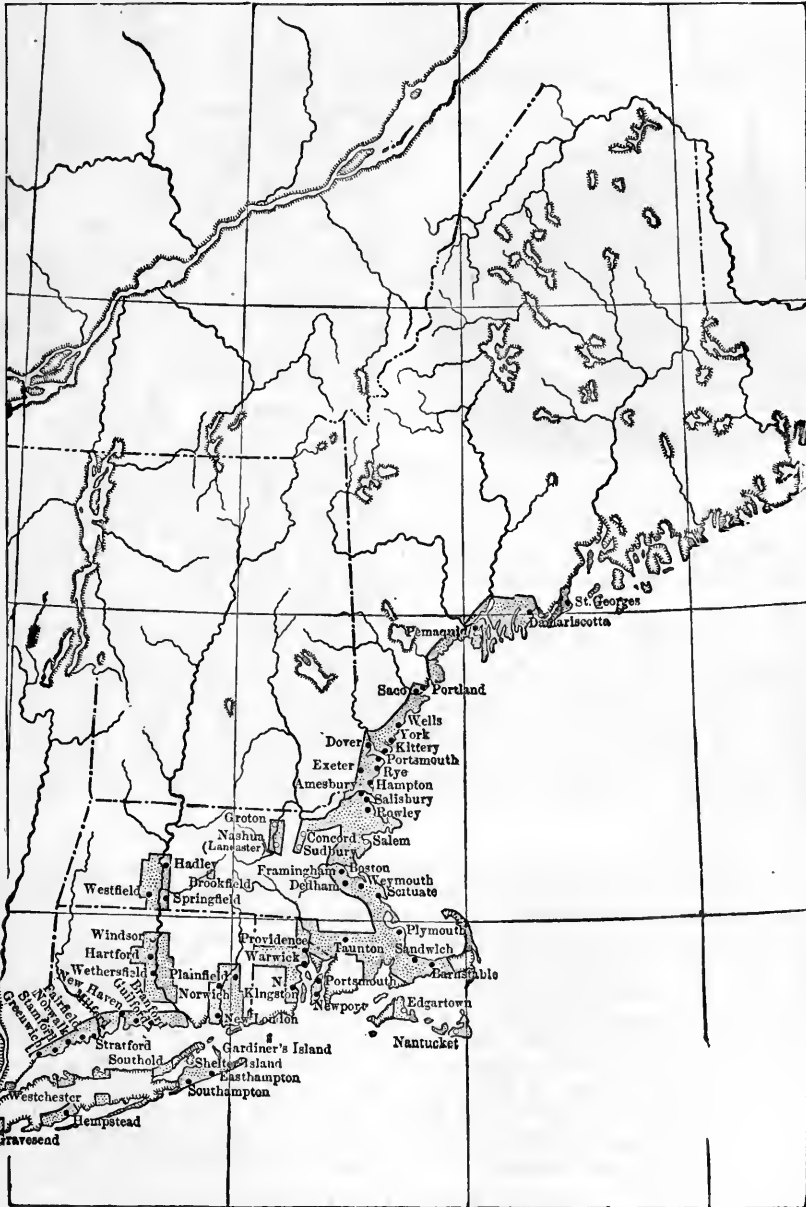 St. Georges
Damariscotta
Pemaquid
Saco
Portland
Wells
York
Dover
Kittery
Portsmouth
Exeter
Rye
Amesbury
Hampton
Salisbury
Rowley
Groton
Nashua
(Lancaster)
Concord
Sudbury
Salem
Hadley
Framingham
Boston
Brookfield
Dedham
Weymouth
Westfield
Springfield
Scituate
Windsor
Providence
Plymouth
Taunton
Hartford
Warwick
Sandwich
Wethersfield
Plainfield
Barnstable
Norwich
N.
Kingston
Portsmouth
Newport
Edgartown
New London
Nantucket
Branford
Guilford
New Haven
Milford
Fairfield
Norwalk
Stamford
Greenwich
Stratford
Gardiner's Island
Southold
Shelter Island
Easthampton
Southampton
Westchester
Hempstead
Gravesend